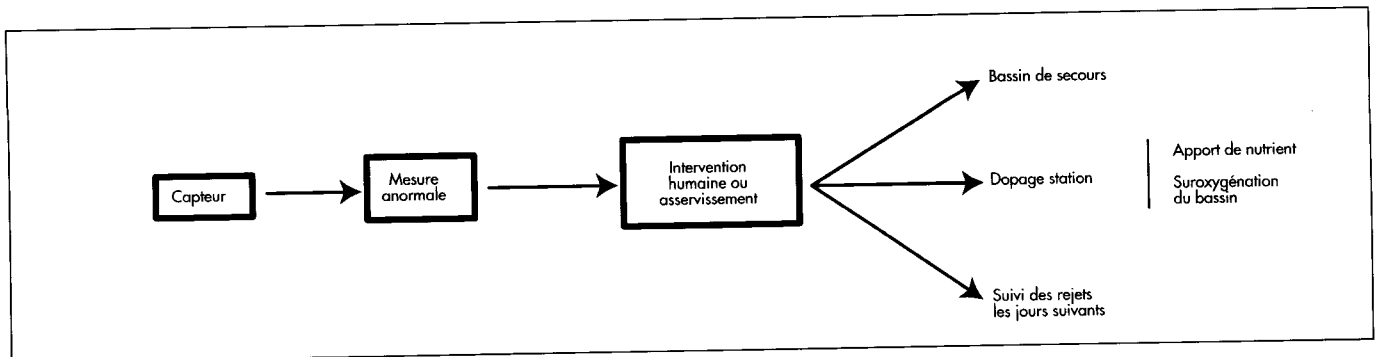 Capteur
Mesure
anormale
Intervention
humaine ou
asservissement
Bassin de secours
Dopage station
Apport de nutrient
Suroxygénation
du bassin
Suivi des rejets
les jours suivants